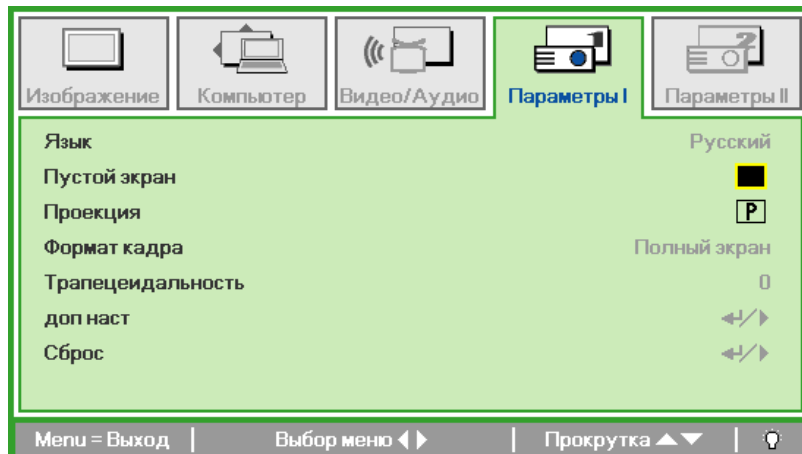 Изображение Компьютер Видео/Аудио Параметры I Параметры II
Язык Русский
Пустой экран
Проекция P
Формат кадра Полный экран
Трапецеидальность 0
доп наст
Сброс
Menu = Выход | Выбор меню | Прокрутка |